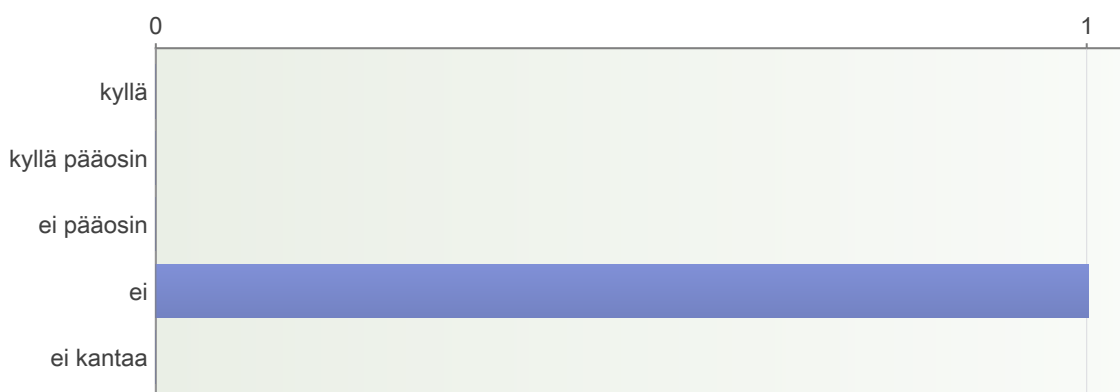 0 1
kyllä
kyllä pääosin
ei pääosin
ei
ei kantaa